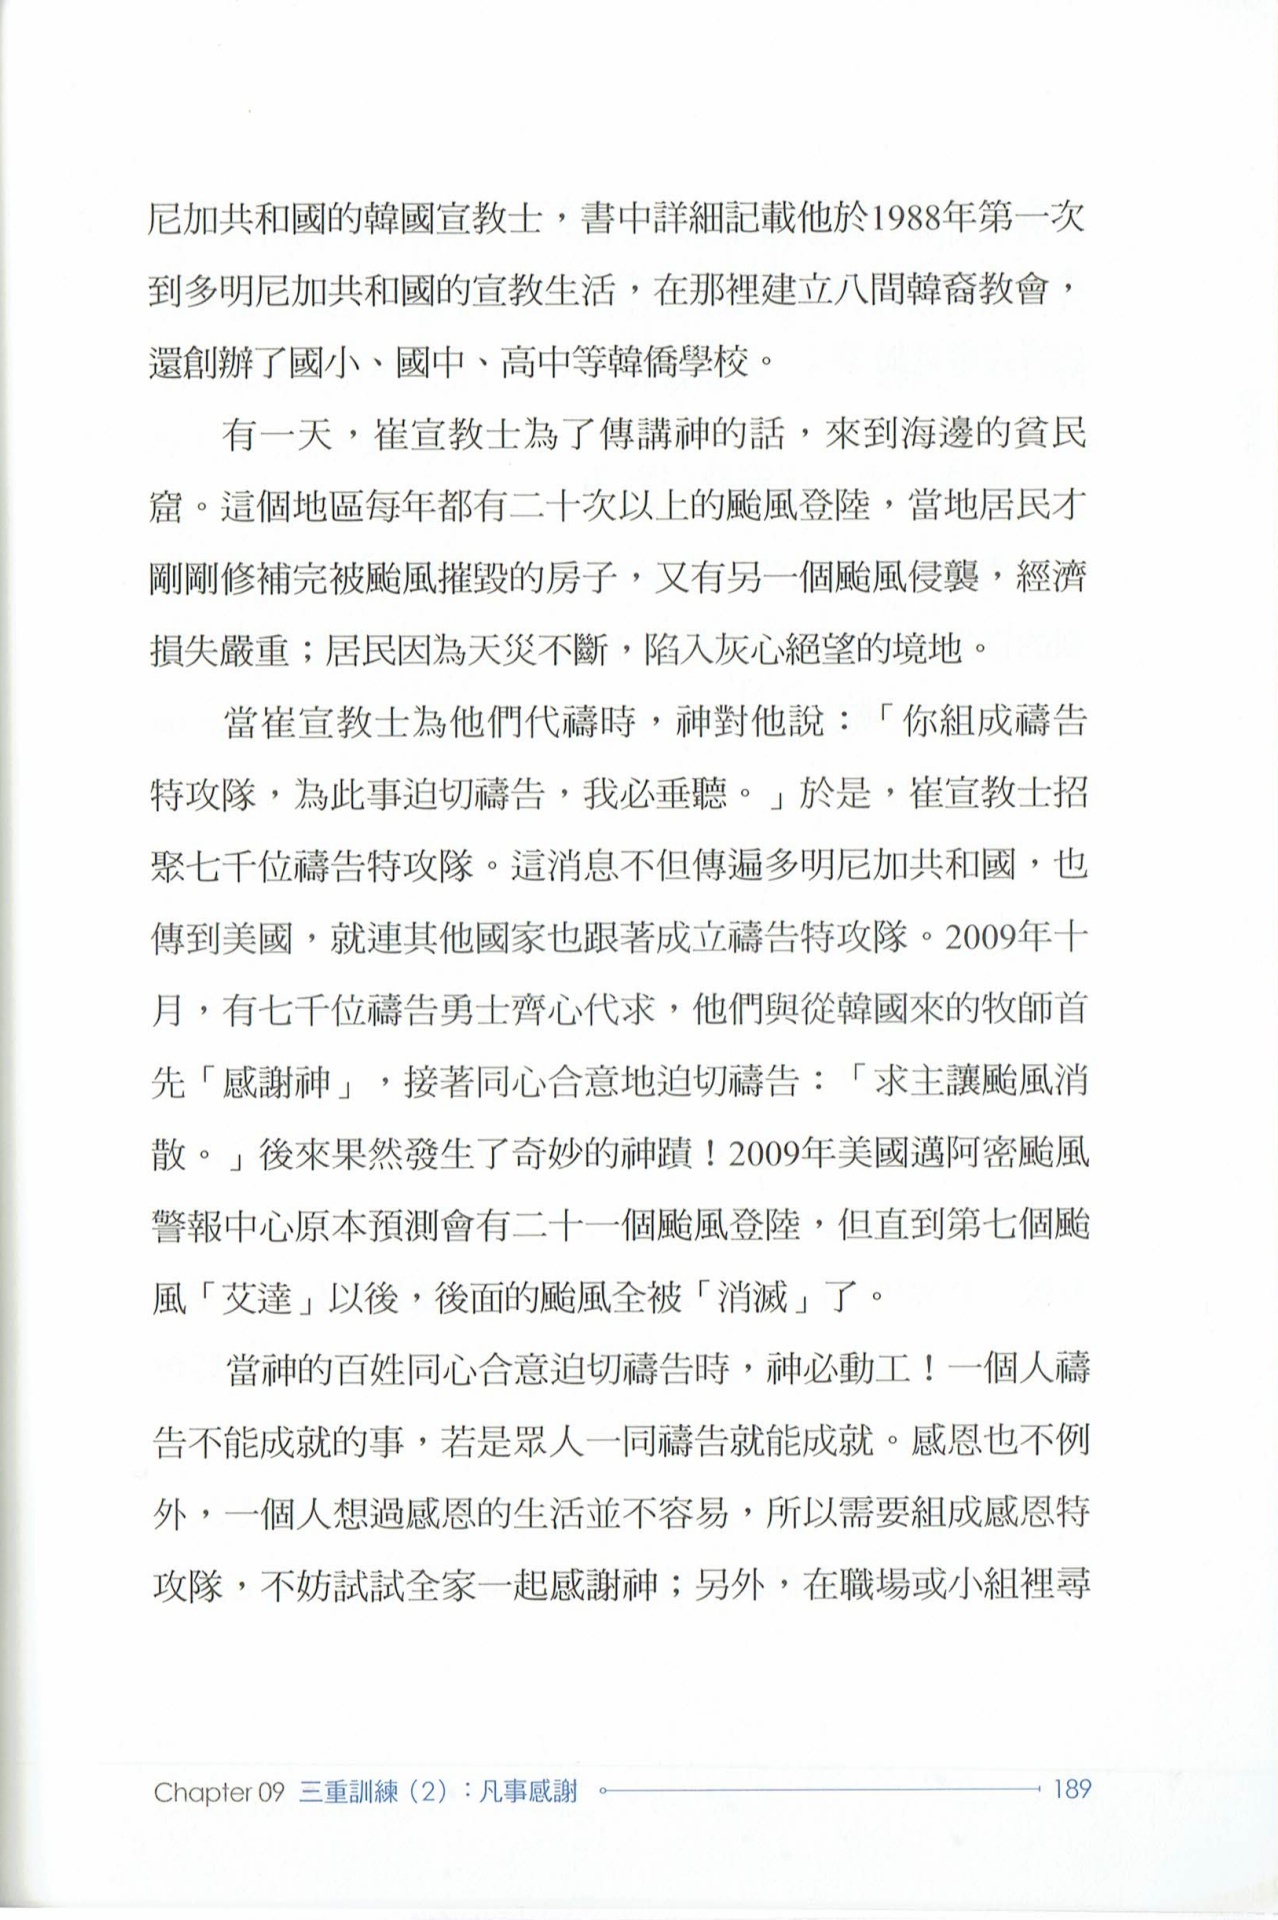 尼加共和國的韓國宣教士，書中詳細記載他於1988年第一次
到多明尼加共和國的宣教生活，在那裡建立八間韓裔教會，
還創辦了國小、國中、高中等韓僑學校。
有一天，崔宣教士為了傳講神的話，來到海邊的貧民
窟。這個地區每年都有二十次以上的颱風登陸，當地居民才
剛剛修補完被颱風摧毀的房子，又有另一個颱風侵襲，經濟
損失嚴重；居民因為天災不斷，陷入灰心絕望的境地。
當崔宣教士為他們代禱時，神對他說：「你組成禱告
特攻隊，為此事迫切禱告，我必垂聽。」於是，崔宣教士招
聚七千位禱告特攻隊。這消息不但傳遍多明尼加共和國，也
傳到美國，就連其他國家也跟著成立禱告特攻隊。2009年十
月，有七千位禱告勇士齊心代求，他們與從韓國來的牧師首
先「感謝神」，接著同心合意地迫切禱告：「求主讓颱風消
散。」後來果然發生了奇妙的神蹟！2009年美國邁阿密颱風
警報中心原本預測會有二十一個颱風登陸，但直到第七個颱
風「艾達」以後，後面的颱風全被「消滅」了。
當神的百姓同心合意迫切禱告時，神必動工！一個人禱
告不能成就的事，若是眾人一同禱告就能成就。感恩也不例
外，一個人想過感恩的生活並不容易，所以需要組成感恩特
攻隊，不妨試試全家一起感謝神；另外，在職場或小組裡尋
Chapter 09 三重訓練（2）：凡事感謝 189